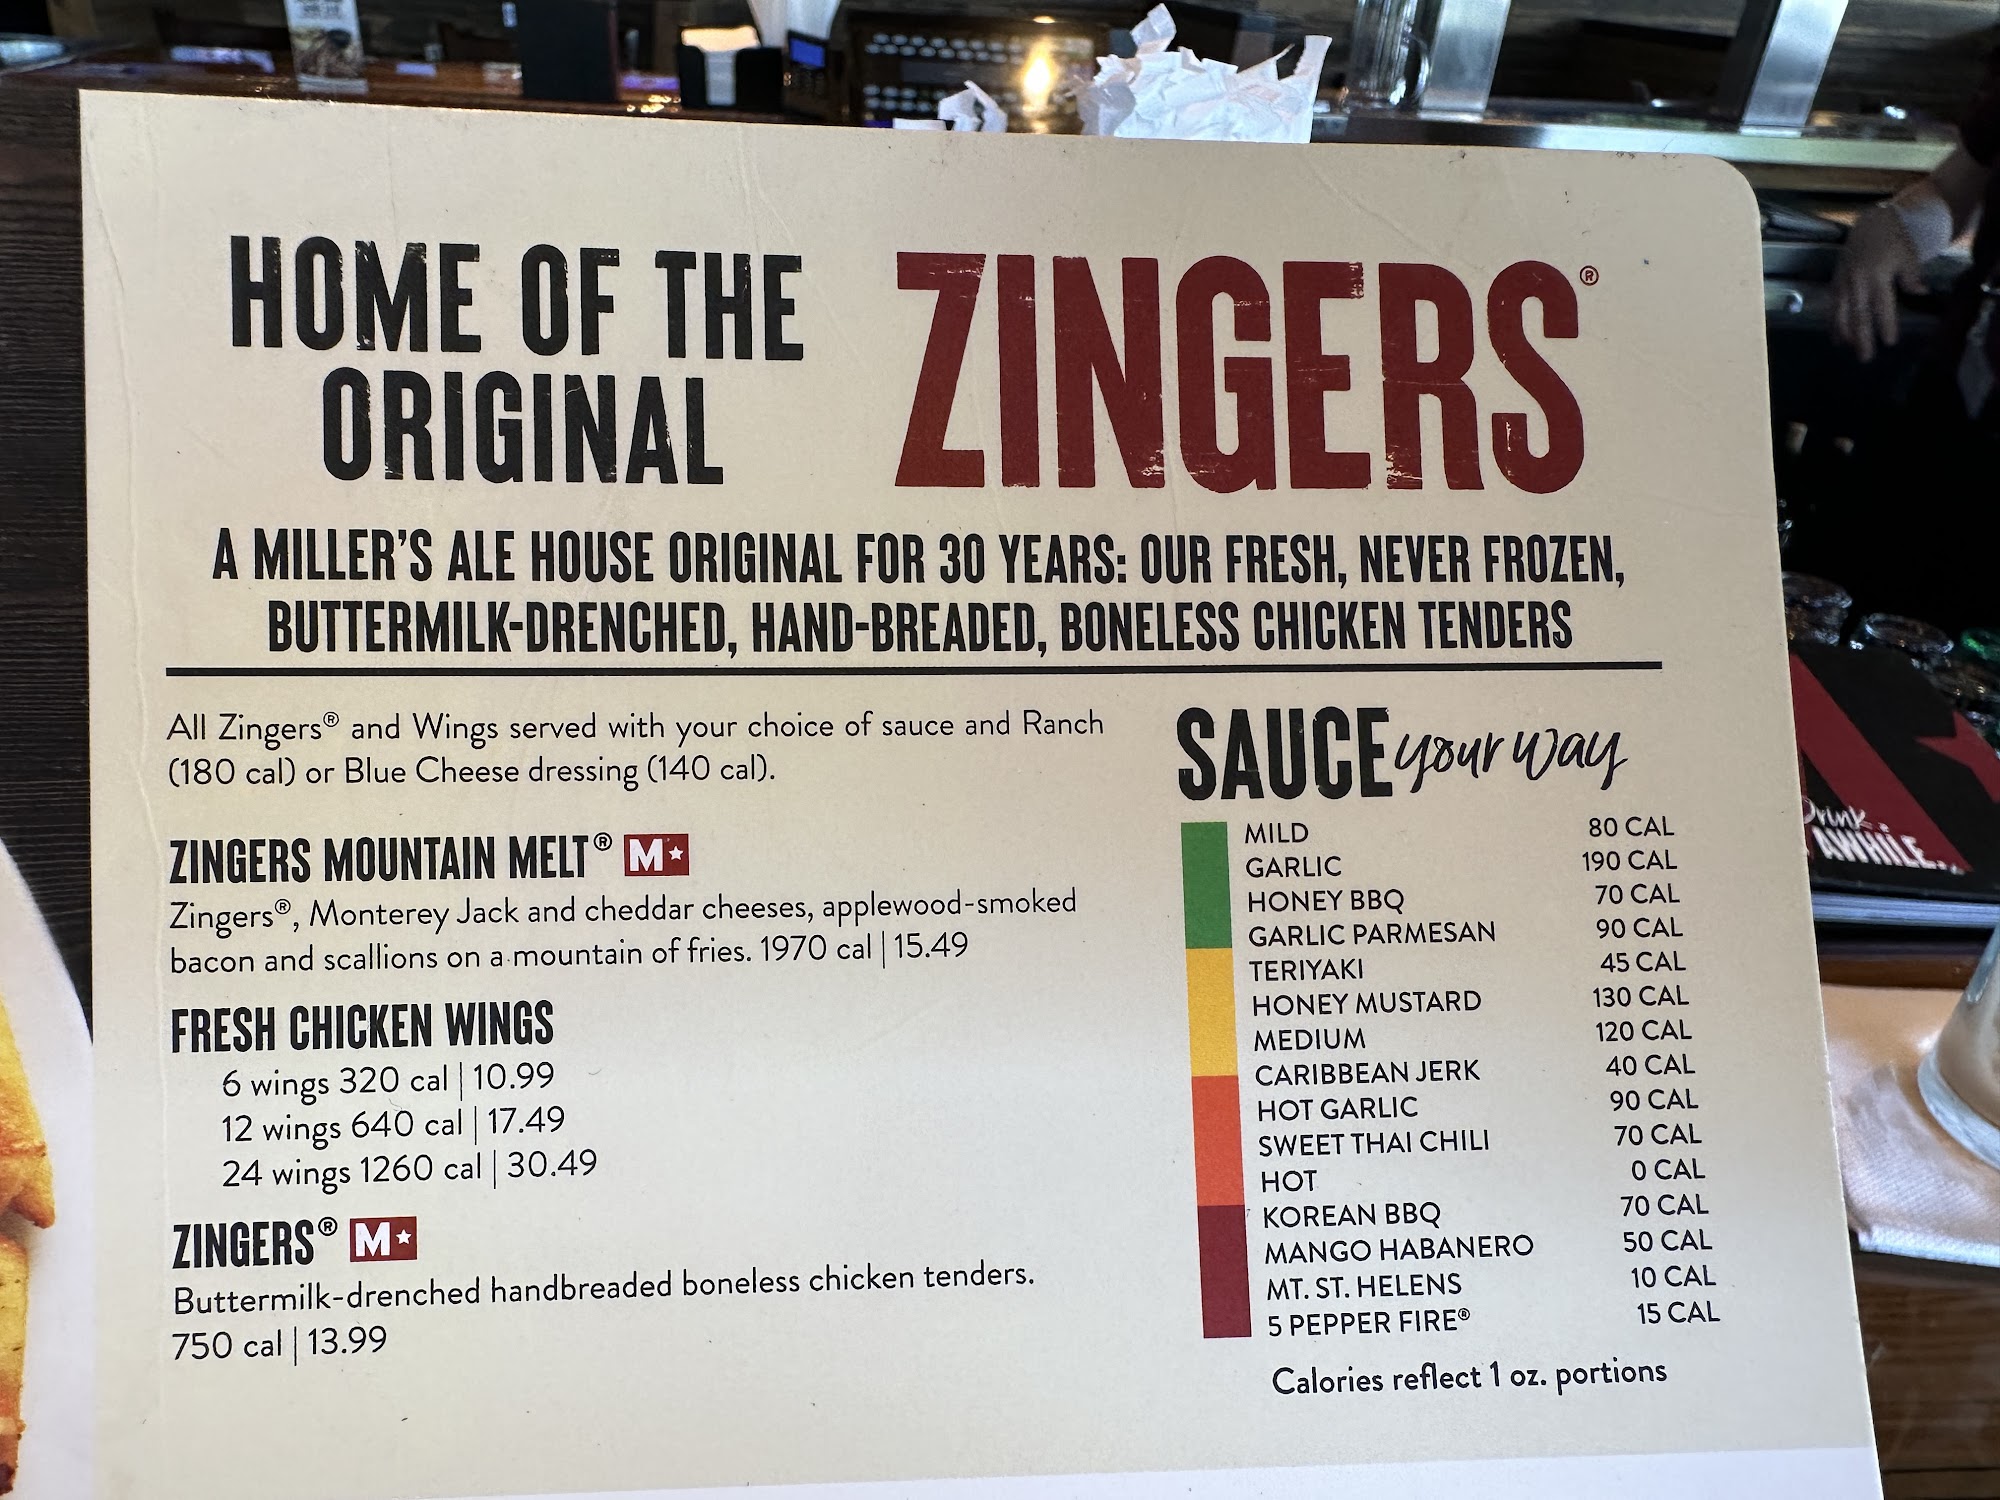 HOME OF THE
ORIGINAL
ZINGERS®
A MILLER'S ALE HOUSE ORIGINAL FOR 30 YEARS: OUR FRESH, NEVER FROZEN,
BUTTERMILK-DRENCHED, HAND-BREADED, BONELESS CHICKEN TENDERS
All Zingers® and Wings served with your choice of sauce and Ranch
(180 cal) or Blue Cheese dressing (140 cal).
ZINGERS MOUNTAIN MELT® M★
Zingers®, Monterey Jack and cheddar cheeses, applewood-smoked
bacon and scallions on a mountain of fries. 1970 cal | 15.49
FRESH CHICKEN WINGS
6 wings 320 cal | 10.99
12 wings 640 cal | 17.49
24 wings 1260 cal | 30.49
ZINGERS® M★
Buttermilk-drenched handbreaded boneless chicken tenders.
750 cal | 13.99
SAUCE your way
MILD 80 CAL
GARLIC 190 CAL
HONEY BBQ 70 CAL
GARLIC PARMESAN 90 CAL
TERIYAKI 45 CAL
HONEY MUSTARD 130 CAL
MEDIUM 120 CAL
CARIBBEAN JERK 40 CAL
HOT GARLIC 90 CAL
SWEET THAI CHILI 70 CAL
HOT 0 CAL
KOREAN BBQ 70 CAL
MANGO HABANERO 50 CAL
MT. ST. HELENS 10 CAL
5 PEPPER FIRE® 15 CAL
Calories reflect 1 oz. portions
Drink
AWHILE